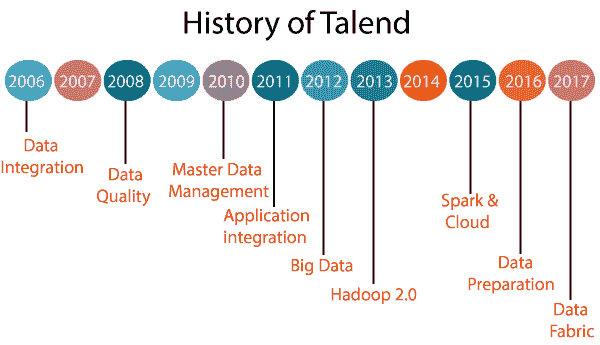 History of Talend
2006 2007 2008 2009 2010 2011 2012 2013 2014 2015 2016 2017
Data
Integration
Data
Quality
Master Data
Management
Application
integration
Big Data
Hadoop 2.0
Spark &
Cloud
Data
Preparation
Data
Fabric